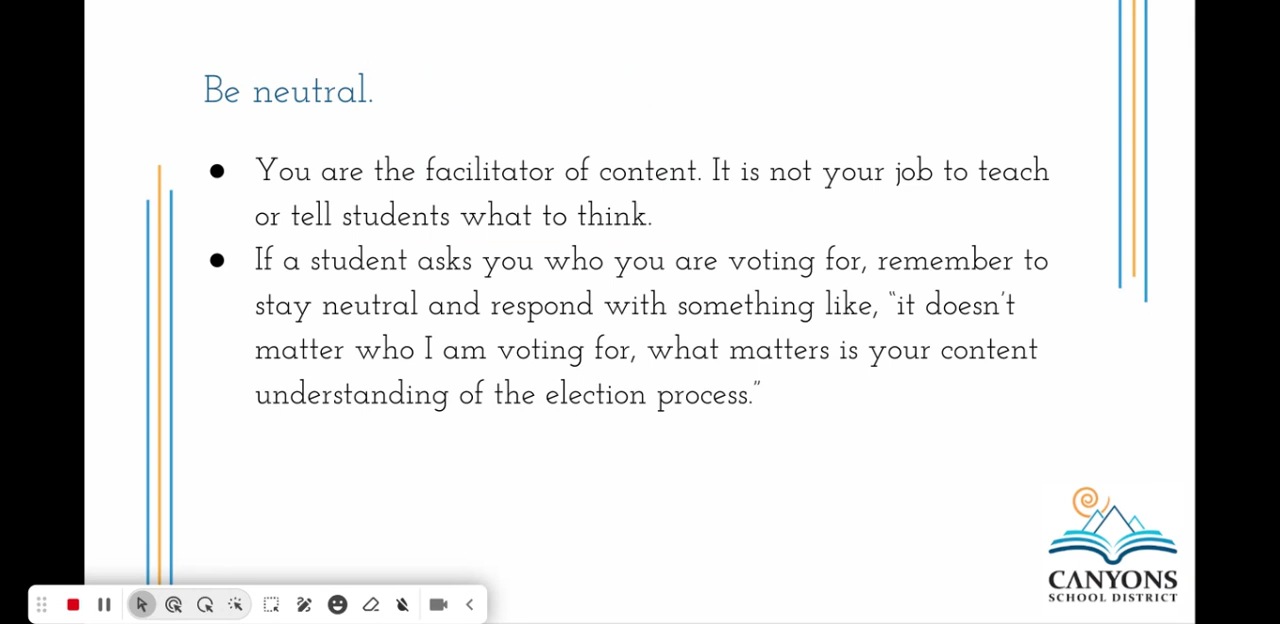 Be neutral.
You are the facilitator of content. It is not your job to teach
or tell students what to think.
If a student asks you who you are voting for, remember to
stay neutral and respond with something like, “it doesn’t
matter who I am voting for, what matters is your content
understanding of the election process.”
CANYONS
SCHOOL DISTRICT